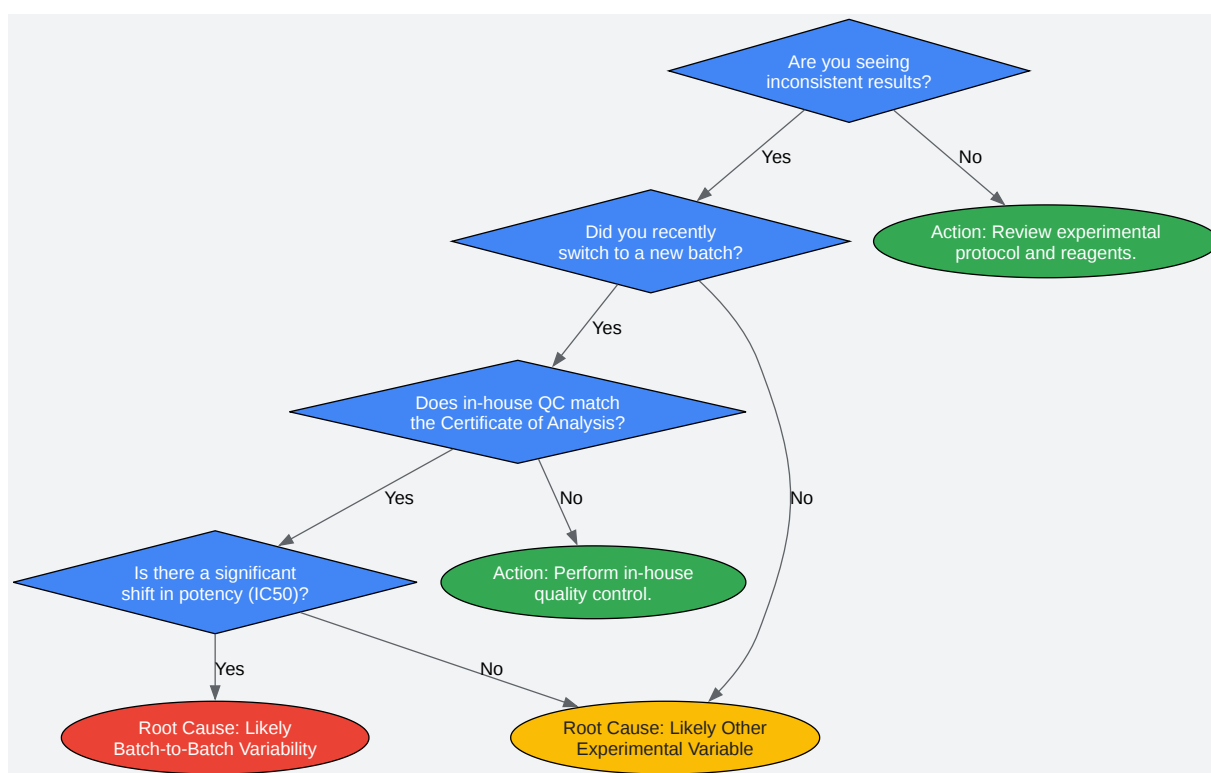 Are you seeing
inconsistent results?
Yes
No
Did you recently
switch to a new batch?
Action: Review experimental
protocol and reagents.
Yes
Does in-house QC match
the Certificate of Analysis?
Yes
No
No
Is there a significant
shift in potency (IC50)?
Action: Perform in-house
quality control.
Yes
No
Root Cause: Likely
Batch-to-Batch Variability
Root Cause: Likely Other
Experimental Variable